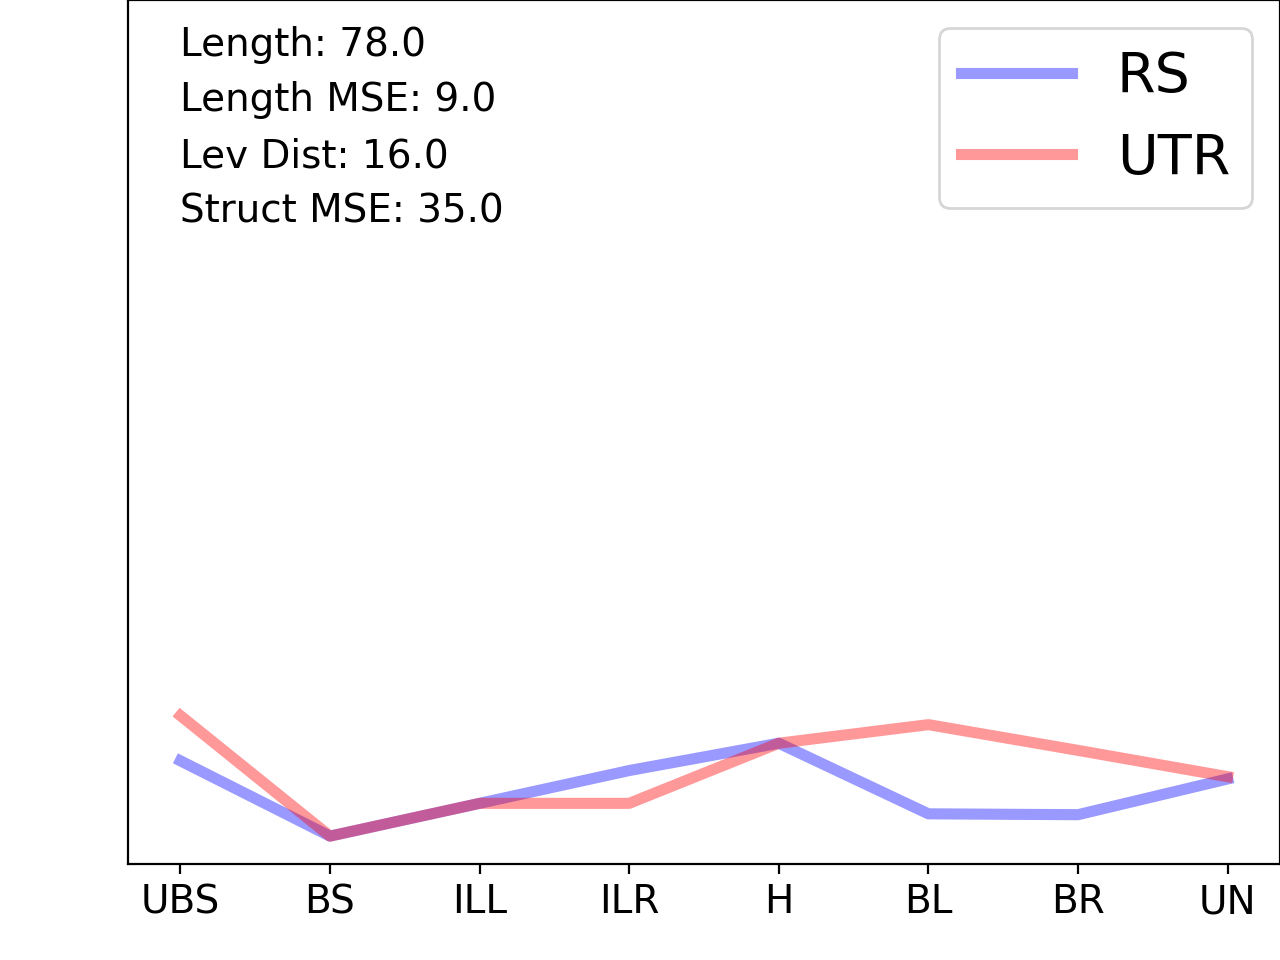 Length: 78.0
Length MSE: 9.0
Lev Dist: 16.0
Struct MSE: 35.0
RS
UTR
UBS BS ILL ILR H BL BR UN